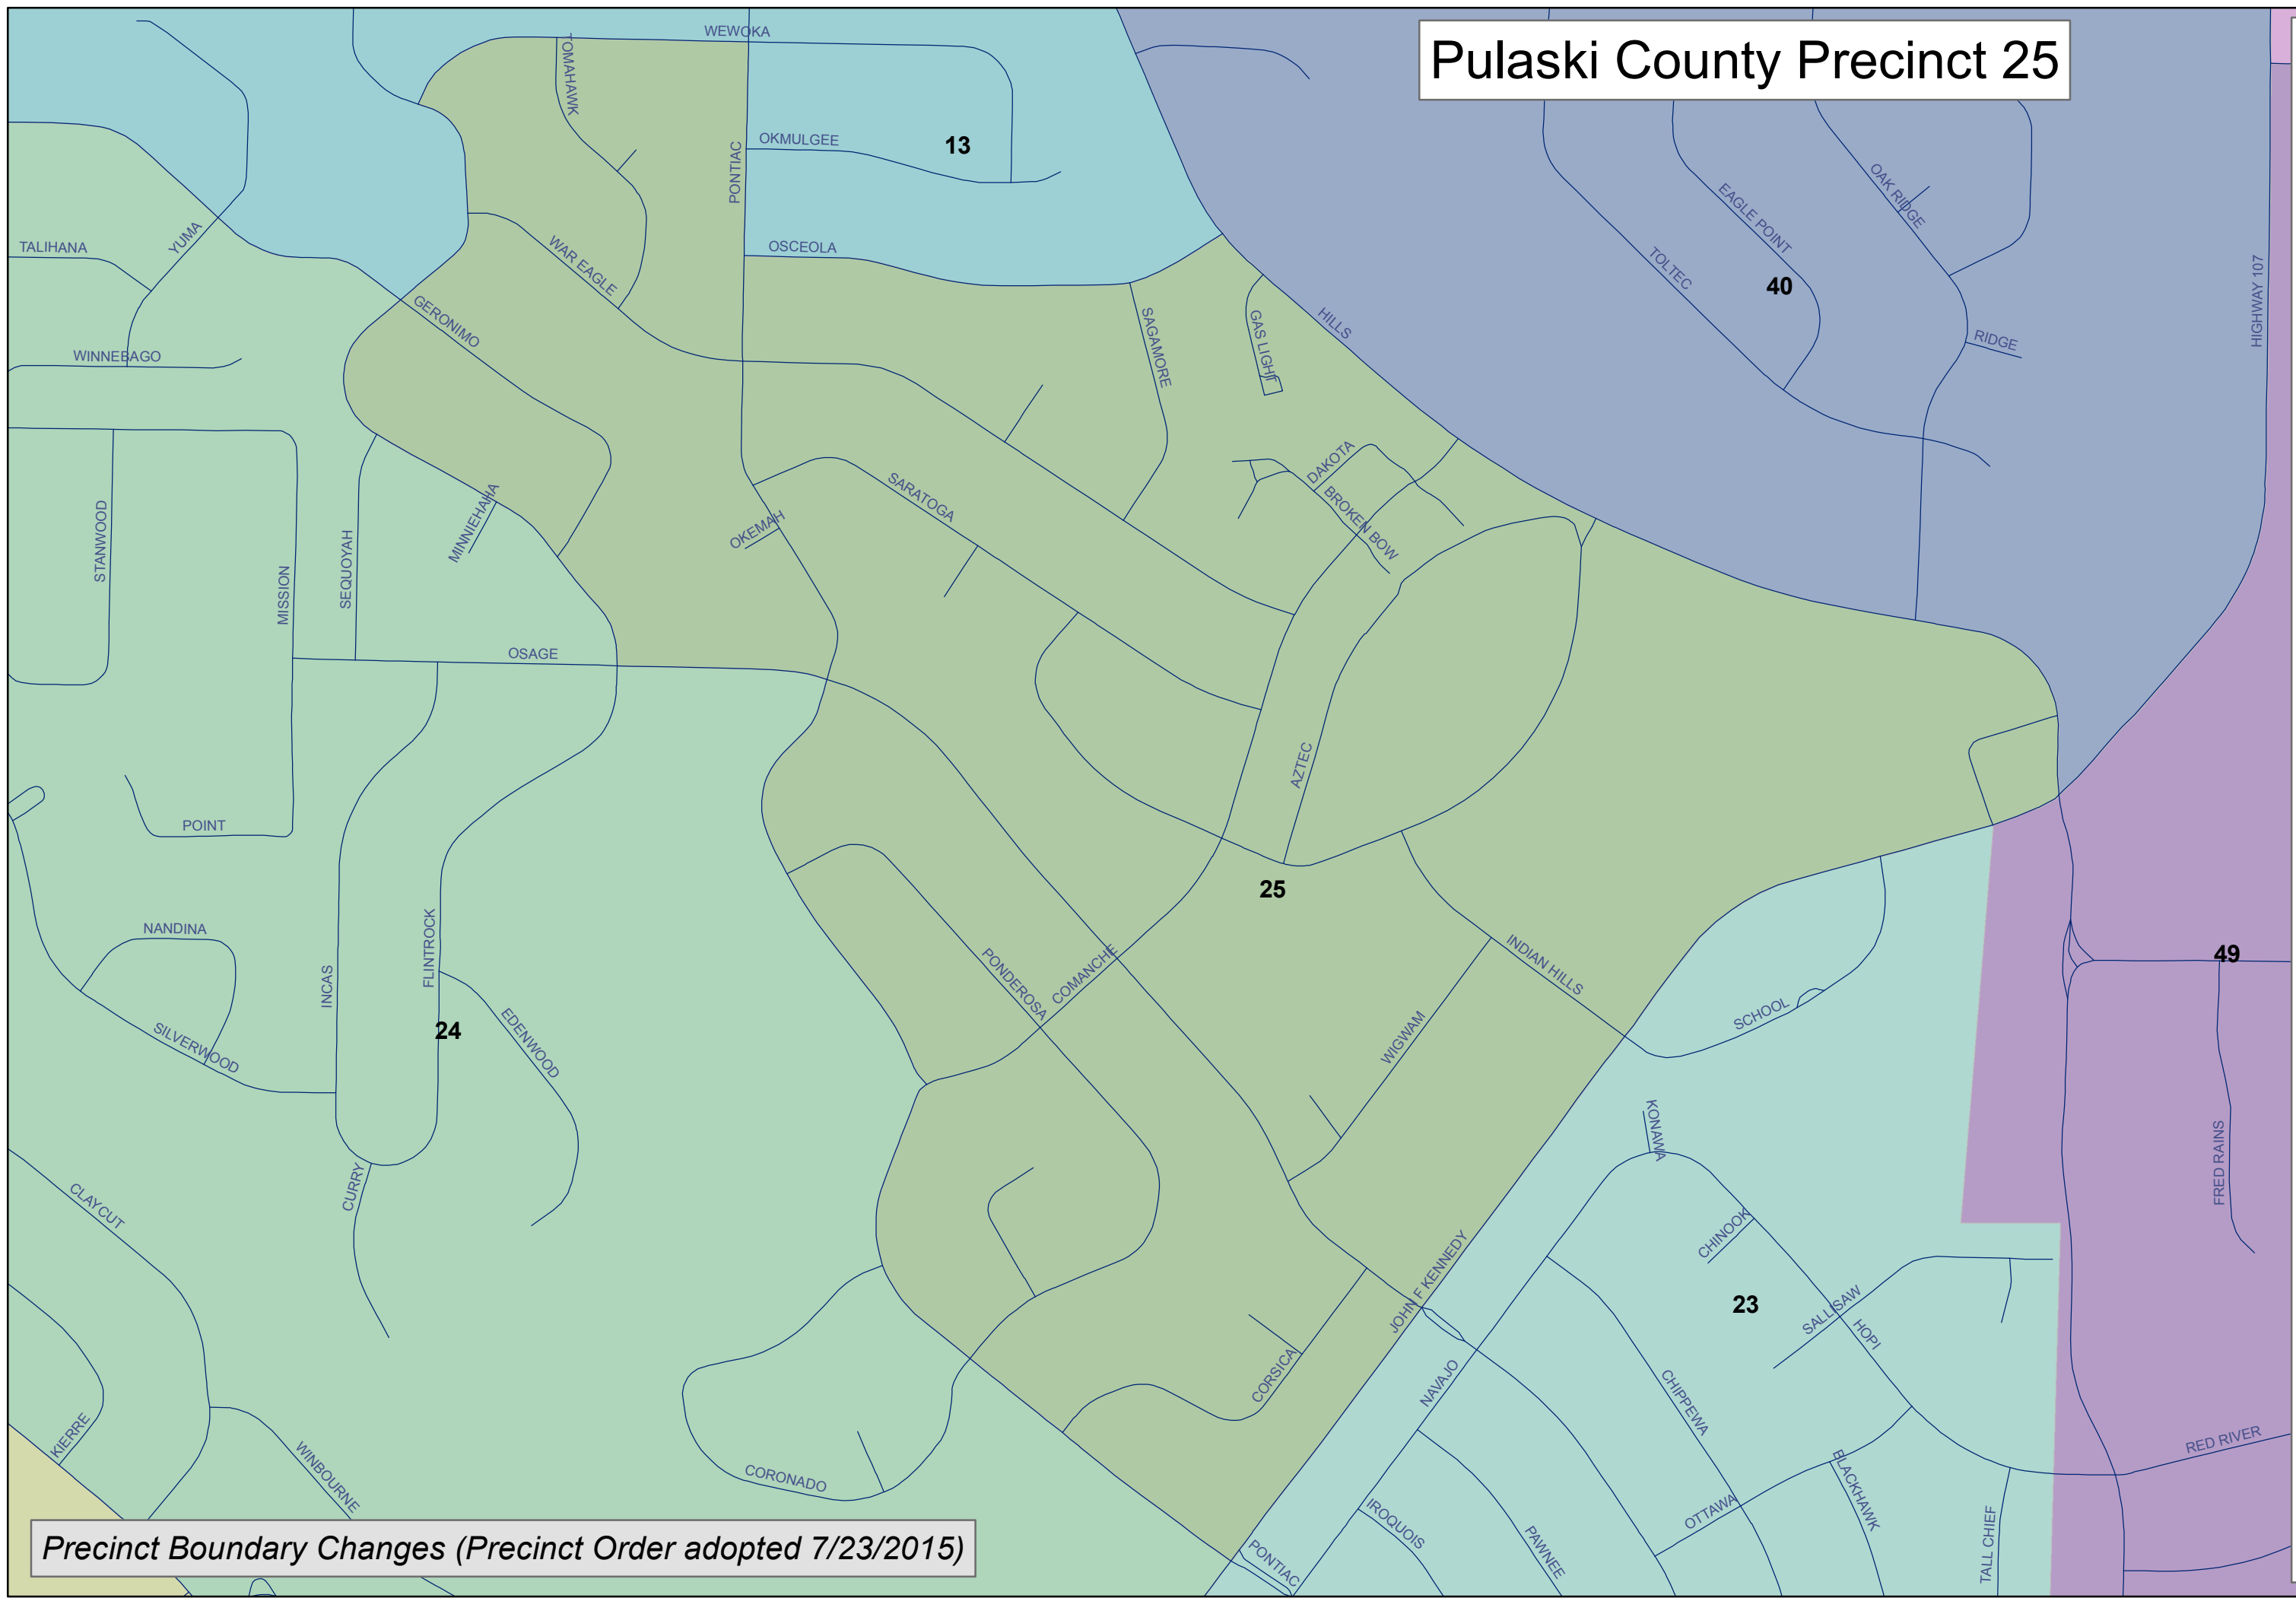 WEWOKA
Pulaski County Precinct 25
TOMAHAWK
OKMULGEE
13
PONTIAC
OAK RIDGE
EAGLE POINT
YUMA
TALIHANA
WAR EAGLE
OSCEOLA
TOLTEC
40
HIGHWAY 107
GERONIMO
SAGAMORE
GAS LIGHT
HILLS
RIDGE
WINNEBAGO
DAKOTA
SARATOGA
BROKEN BOW
STANWOOD
MINNIEHAHA
OKEMAH
SEQUOYAH
MISSION
OSAGE
AZTEC
POINT
25
NANDINA
FLINTROCK
INCAS
PONDEROSA
COMANCHE
INDIAN HILLS
49
SILVERWOOD
24
EDENWOOD
WIGWAM
SCHOOL
KONAWA
FRED RAINS
CLAYCUT
CURRY
CHINOOK
JOHN F KENNEDY
23
SALLISAW
HOPI
CORSICA
NAVAJO
CHIPPEWA
KIERRE
WINBOURNE
CORONADO
RED RIVER
BLACKHAWK
OTTAWA
IROQUOIS
PAWNEE
TALL CHIEF
Precinct Boundary Changes (Precinct Order adopted 7/23/2015)
PONTIAC